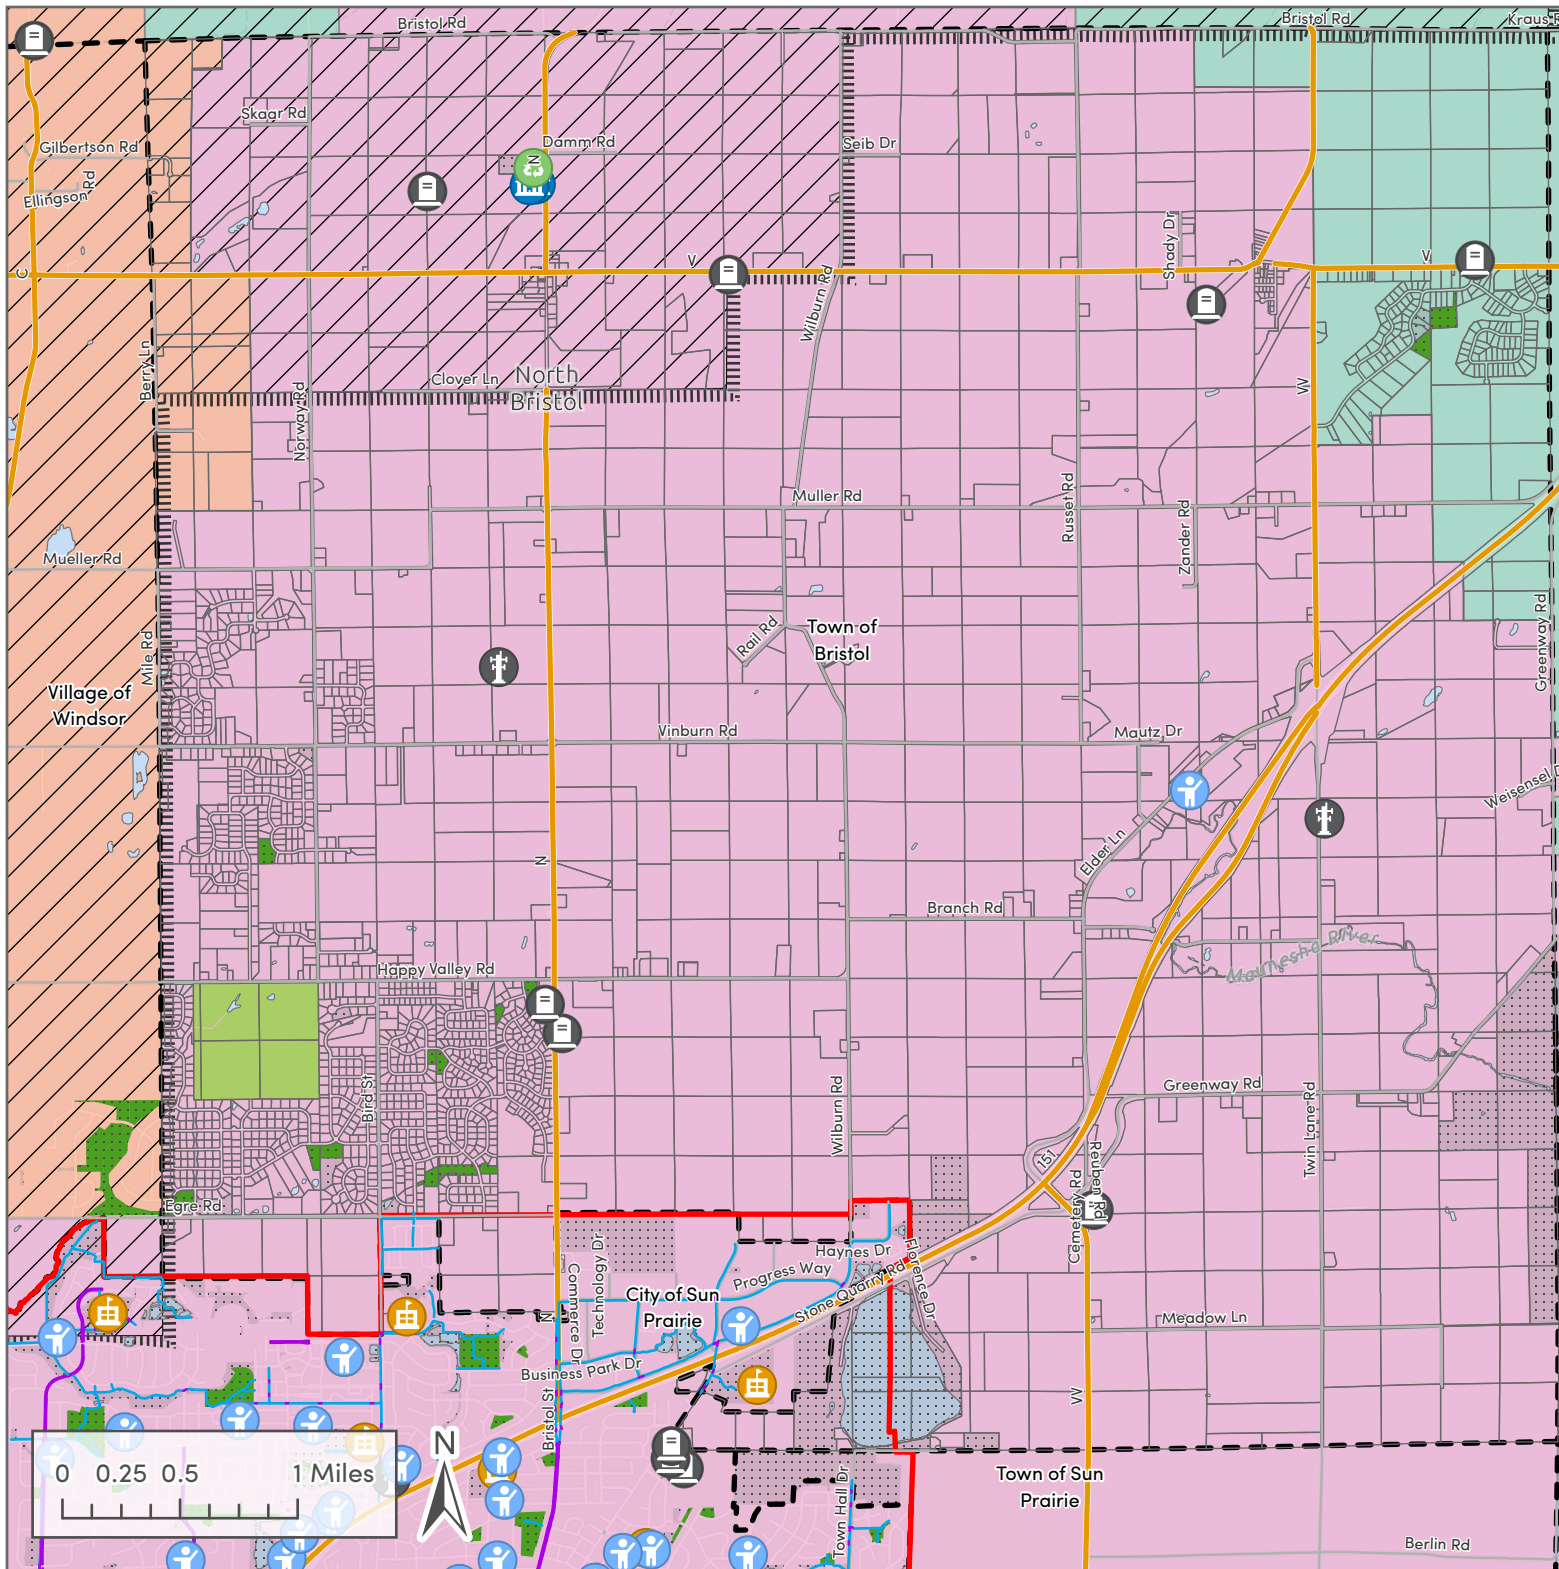 Bristol Rd
Bristol Rd
Kraus R
Skaar Rd
Damm Rd
Seib Dr
Gilbertson Rd
Ellingson Rd
N
Shady Dr
C
V
V
N
Wilburn Rd
Berry Ln
Clover Ln
North
Bristol
Norway Rd
VV
Muller Rd
Russet Rd
Zander Rd
Mueller Rd
Mile Rd
Rail Rd
Town of
Bristol
Greenway Rd
Village of
Windsor
Vinburn Rd
Mautz Dr
Weisensel D
N
Elder Ln
Branch Rd
Mauneshe River
Happy Valley Rd
Bird St
Wilburn Rd
Greenway Rd
Twin Lane Rd
151
Cemetery Rd
Reuben Rd
Egre Rd
Haynes Dr
Progress Way
Florence Dr
Technology Dr
Commerce Dr
City of Sun
Prairie
Stone Quarry Rd
N
Meadow Ln
Business Park Dr
VV
Bristol St
Town of Sun
Prairie
N
0 0.25 0.5 1 Miles
Town Hall Dr
Berlin Rd